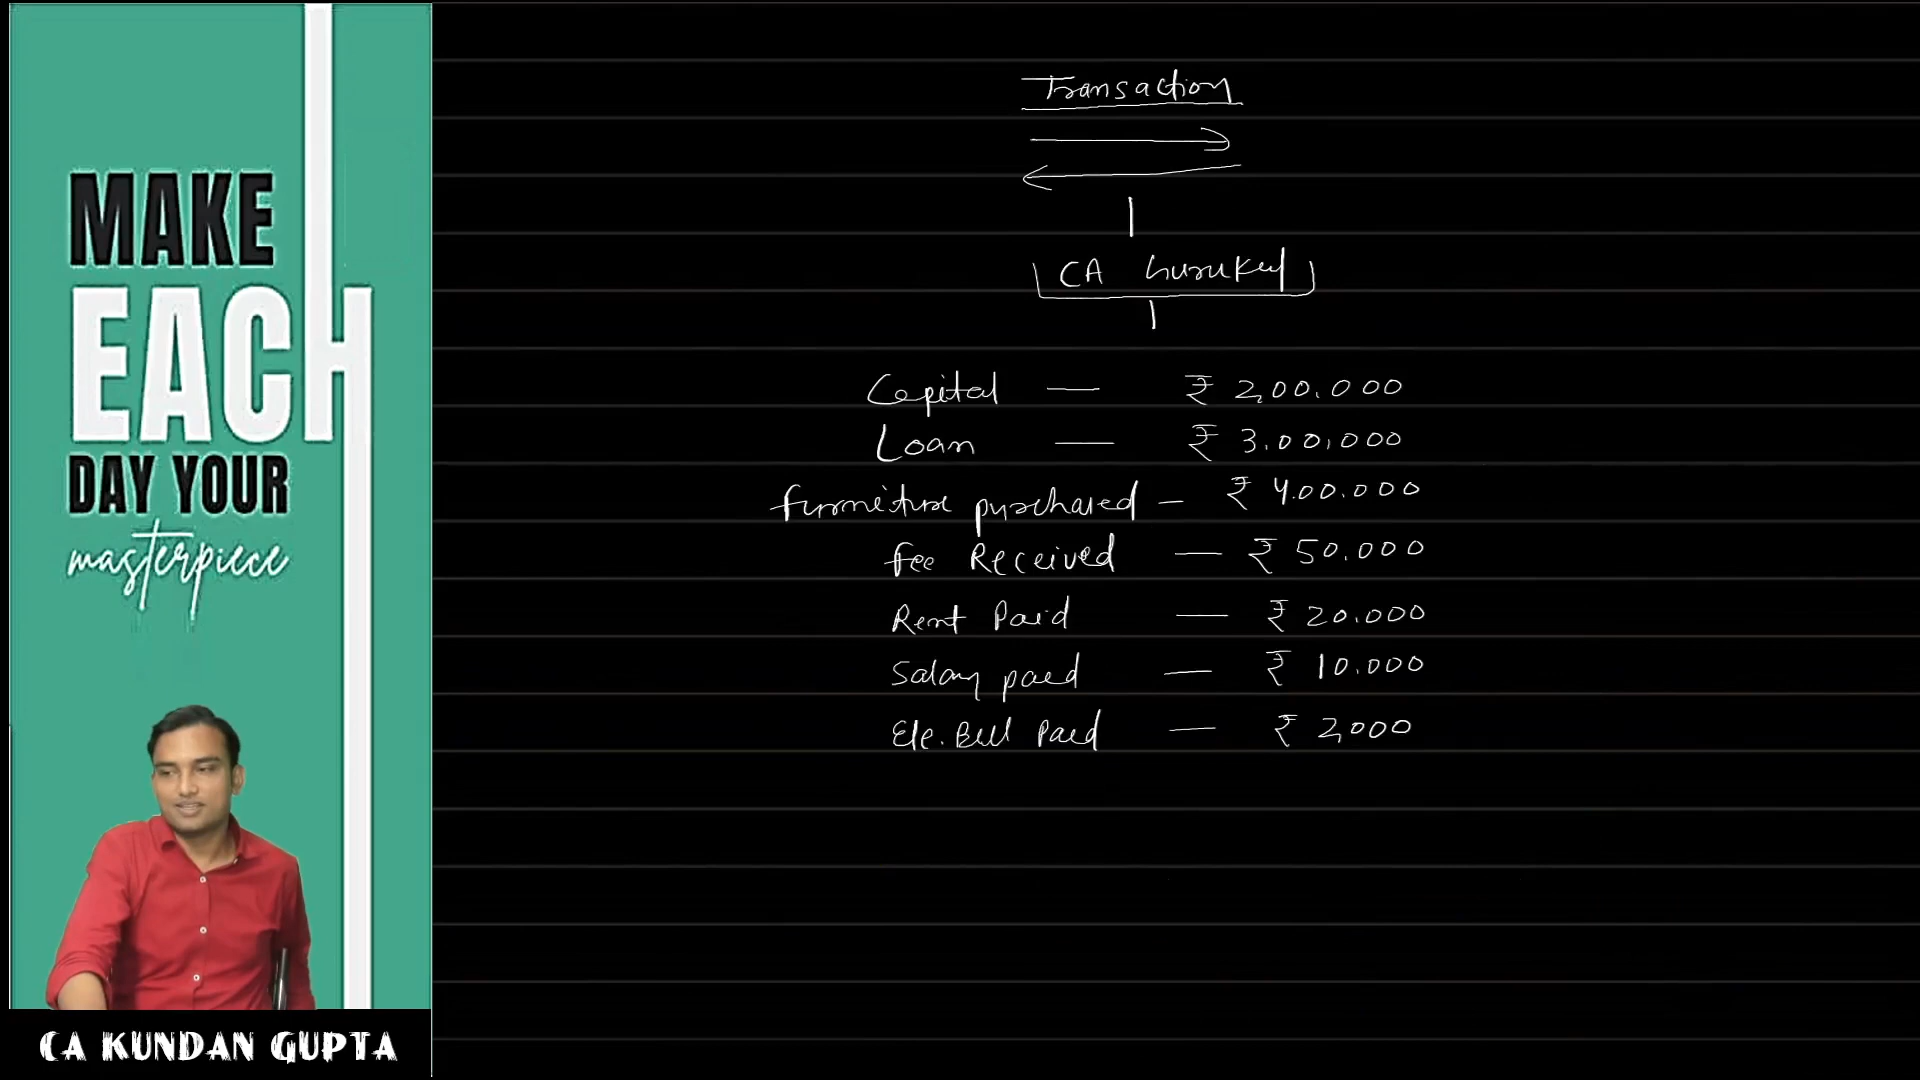 MAKE
EACH
DAY YOUR
masterpiece
CA KUNDAN GUPTA
Transaction
CA Gurukul
Capital — ₹ 2,00,000
Loan — ₹ 3,00,000
furniture purchased — ₹ 4,00,000
fee Received — ₹ 50,000
Rent Paid — ₹ 20,000
Salary paid — ₹ 10,000
Ele. Bill Paid — ₹ 2,000